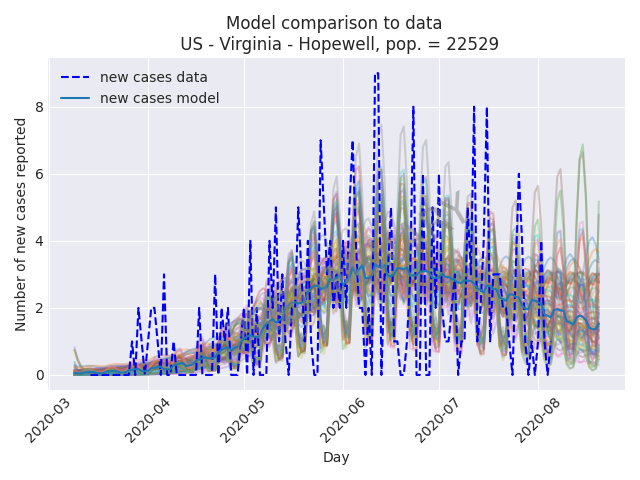 Model comparison to data
US - Virginia - Hopewell, pop. = 22529
new cases data
new cases model
Number of new cases reported
8
6
4
2
0
2020-03
2020-04
2020-05
2020-06
2020-07
2020-08
Day